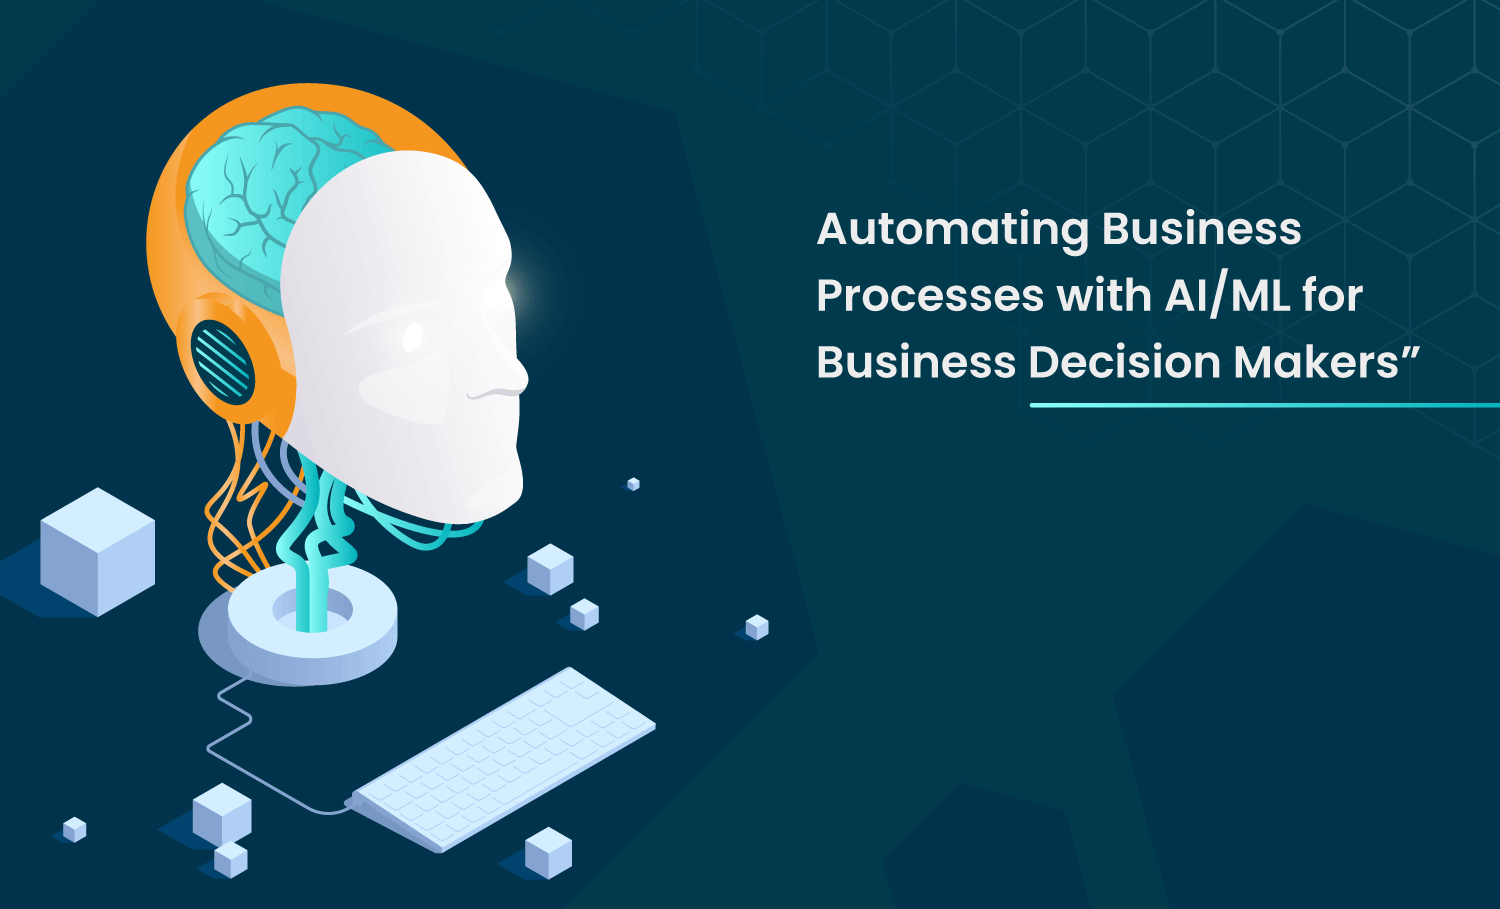 Automating Business
Processes with AI/ML for
Business Decision Makers”